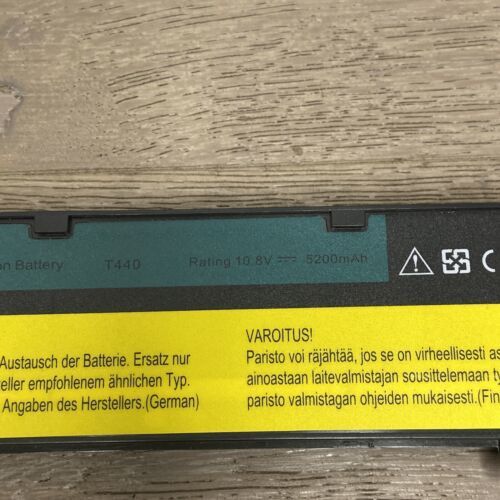 on Battery T440 Rating 10.8V 5200mAh
Austausch der Batterie. Ersatz nur
eller empfohlenem ähnlichen Typ.
Angaben des Herstellers.(German)
VAROITUS!
Paristo voi räjähtää, jos se on virheellisesti as
ainoastaan laitevalmistajan sousittelemaan ty
paristo valmistagan ohjeiden mukaisesti.(Fin